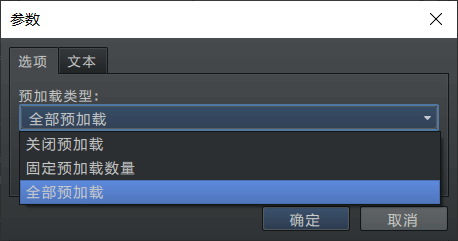 参数
选项 文本
预加载类型:
全部预加载
关闭预加载
固定预加载数量
全部预加载
确定 取消